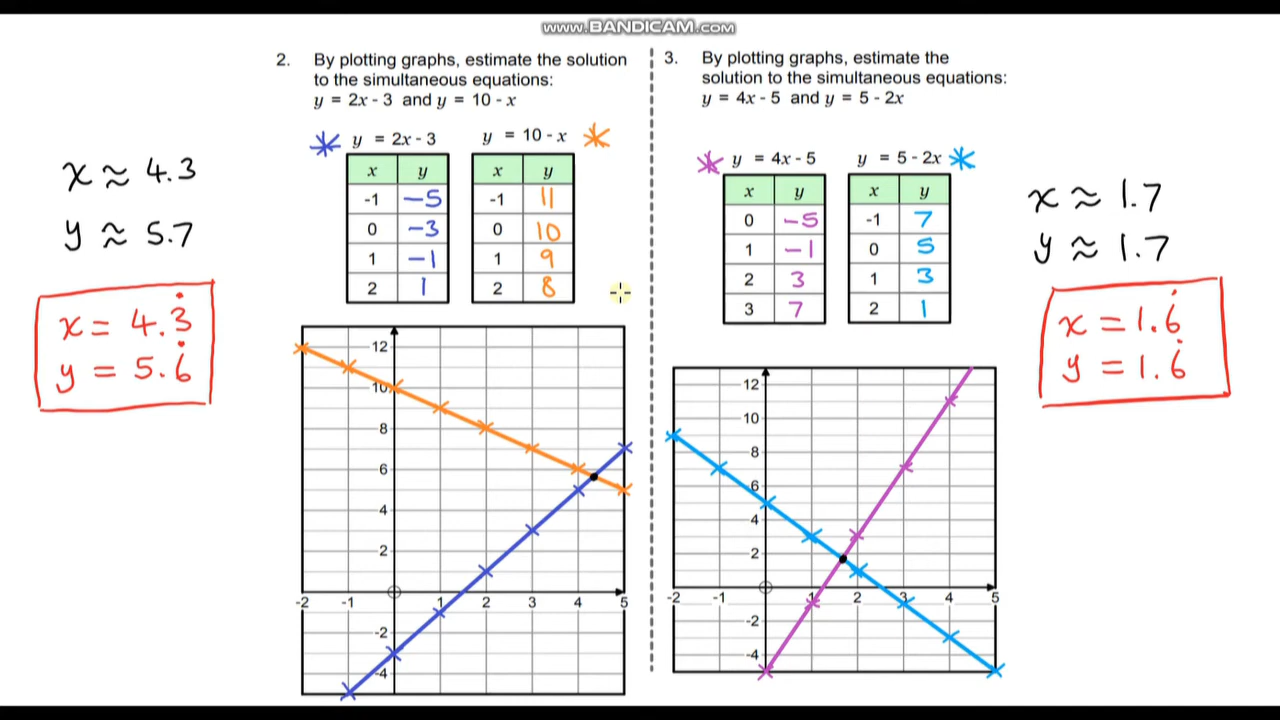 www.BANDICAM.com
2. By plotting graphs, estimate the solution
to the simultaneous equations:
y = 2x - 3 and y = 10 - x
y = 2x - 3
x y
-1 -5
0 -3
1 -1
2 1
y = 10 - x
x y
-1 11
0 10
1 9
2 8
x ≈ 4.3
y ≈ 5.7
x = 4.3̇
y = 5.6̇
12
10
8
6
4
2
-2 -1 1 2 3 4 5
-2
-4
3. By plotting graphs, estimate the
solution to the simultaneous equations:
y = 4x - 5 and y = 5 - 2x
y = 4x - 5
x y
0 -5
1 -1
2 3
3 7
y = 5 - 2x
x y
-1 7
0 5
1 3
2 1
x ≈ 1.7
y ≈ 1.7
x = 1.6̇
y = 1.6̇
12
10
8
6
4
2
-2 -1 1 2 3 4 5
-2
-4